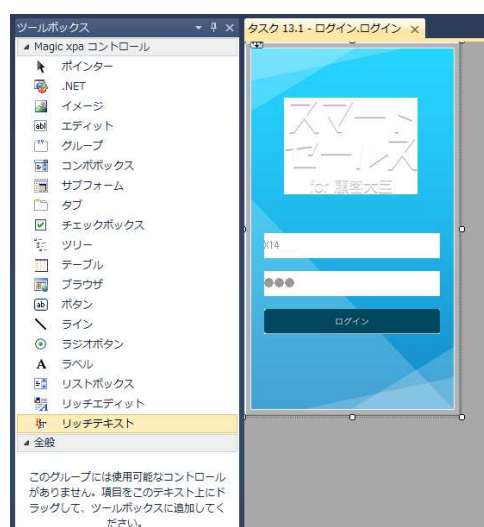 ツールボックス
Magic xpa コントロール
ポインター
.NET
イメージ
エディット
グループ
コンボボックス
サブフォーム
タブ
チェックボックス
ツリー
テーブル
ブラウザ
ボタン
ライン
ラジオボタン
ラベル
リストボックス
リッチエディット
リッチテキスト
全般
このグループには使用可能なコントロール
がありません。項目をこのテキスト上にド
ラッグして、ツールボックスに追加してく
ださい。
タスク 13.1 - ログイン.ログイン
スマート
セールス
for 顧客大臣
X14
ログイン